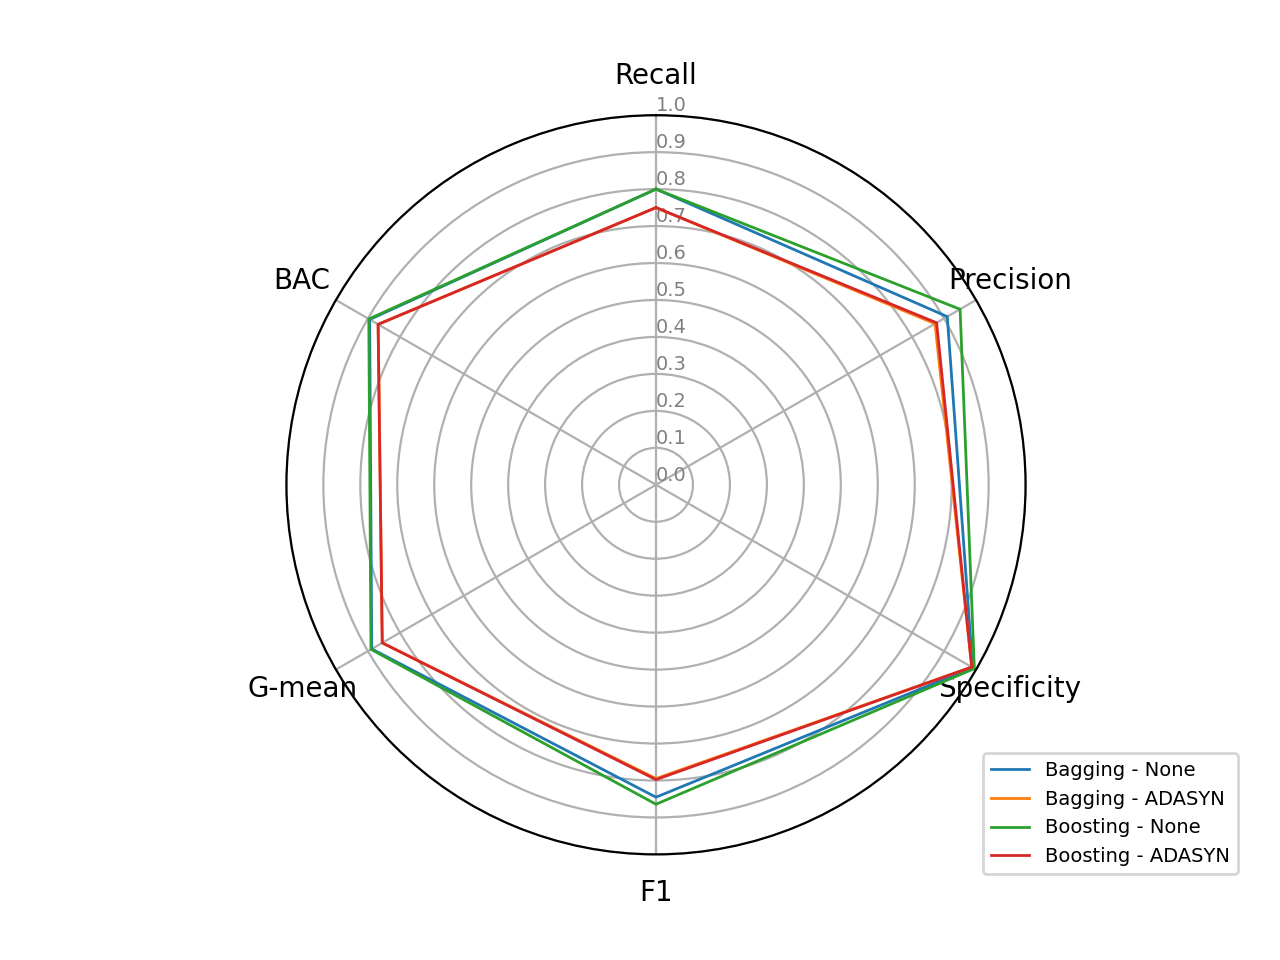 Recall
1.0
0.9
0.8
0.7
0.6
0.5
0.4
0.3
0.2
0.1
0.0
BAC
Precision
G-mean
Specificity
F1
Bagging - None
Bagging - ADASYN
Boosting - None
Boosting - ADASYN